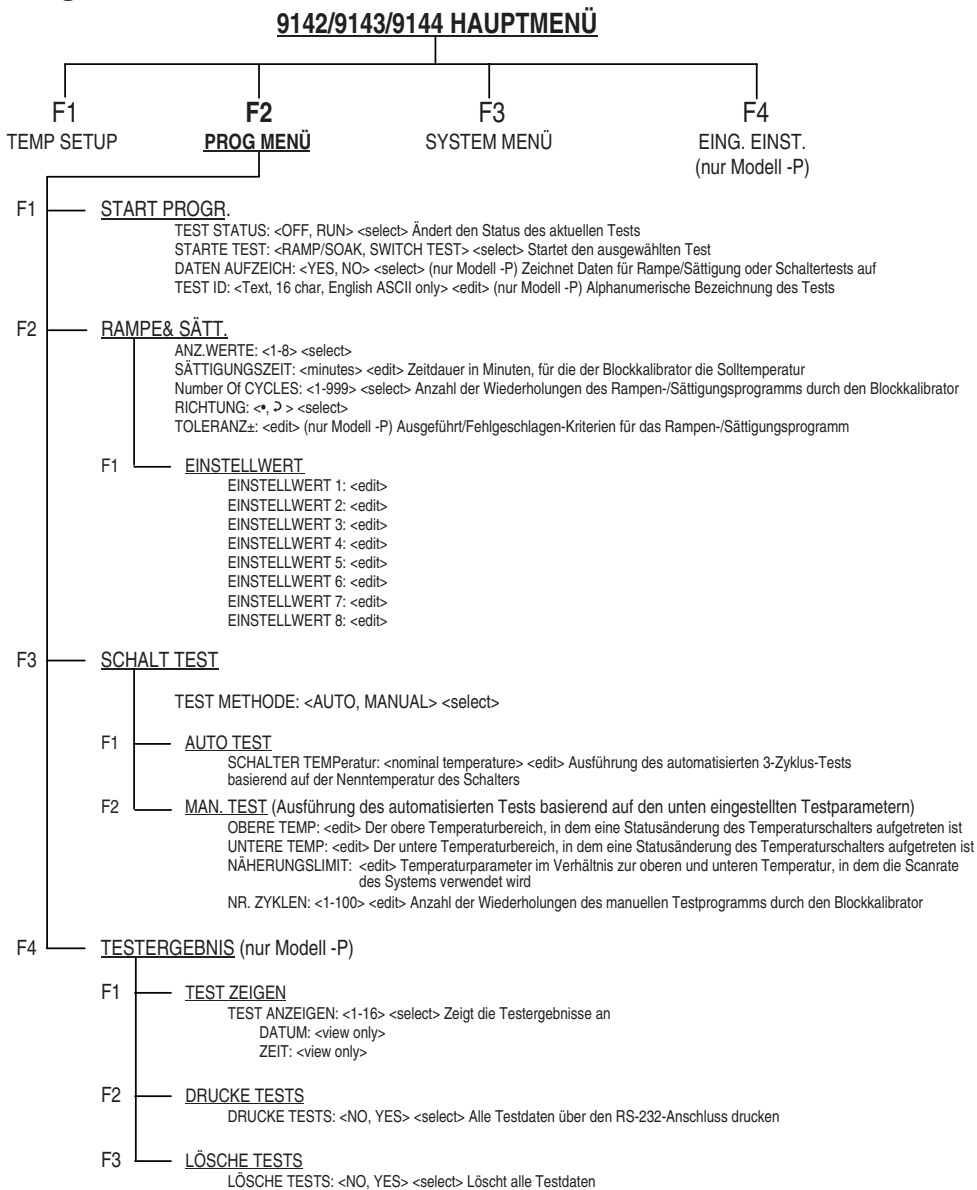 9142/9143/9144 HAUPTMENÜ
F1 F2 F3 F4
TEMP SETUP PROG MENÜ SYSTEM MENÜ EING. EINST.
(nur Modell -P)
F1 START PROGR.
TEST STATUS: <OFF, RUN> <select> Ändert den Status des aktuellen Tests
STARTE TEST: <RAMP/SOAK, SWITCH TEST> <select> Startet den ausgewählten Test
DATEN AUFZEICH: <YES, NO> <select> (nur Modell -P) Zeichnet Daten für Rampe/Sättigung oder Schaltertests auf
TEST ID: <Text, 16 char, English ASCII only> <edit> (nur Modell -P) Alphanumerische Bezeichnung des Tests
F2 RAMPE& SÄTT.
ANZ.WERTE: <1-8> <select>
SÄTTIGUNGSZEIT: <minutes> <edit> Zeitdauer in Minuten, für die der Blockkalibrator die Solltemperatur
Number Of CYCLES: <1-999> <select> Anzahl der Wiederholungen des Rampen-/Sättigungsprogramms durch den Blockkalibrator
RICHTUNG: <•, > <select>
TOLERANZ±: <edit> (nur Modell -P) Ausgeführt/Fehlgeschlagen-Kriterien für das Rampen-/Sättigungsprogramm
F1 EINSTELLWERT
EINSTELLWERT 1: <edit>
EINSTELLWERT 2: <edit>
EINSTELLWERT 3: <edit>
EINSTELLWERT 4: <edit>
EINSTELLWERT 5: <edit>
EINSTELLWERT 6: <edit>
EINSTELLWERT 7: <edit>
EINSTELLWERT 8: <edit>
F3 SCHALT TEST
TEST METHODE: <AUTO, MANUAL> <select>
F1 AUTO TEST
SCHALTER TEMPeratur: <nominal temperature> <edit> Ausführung des automatisierten 3-Zyklus-Tests
basierend auf der Nenntemperatur des Schalters
F2 MAN. TEST (Ausführung des automatisierten Tests basierend auf den unten eingestellten Testparametern)
OBERE TEMP: <edit> Der obere Temperaturbereich, in dem eine Statusänderung des Temperaturschalters aufgetreten ist
UNTERE TEMP: <edit> Der untere Temperaturbereich, in dem eine Statusänderung des Temperaturschalters aufgetreten ist
NÄHERUNGSLIMIT: <edit> Temperaturparameter im Verhältnis zur oberen und unteren Temperatur, in dem die Scanrate
des Systems verwendet wird
NR. ZYKLEN: <1-100> <edit> Anzahl der Wiederholungen des manuellen Testprogramms durch den Blockkalibrator
F4 TESTERGEBNIS (nur Modell -P)
F1 TEST ZEIGEN
TEST ANZEIGEN: <1-16> <select> Zeigt die Testergebnisse an
DATUM: <view only>
ZEIT: <view only>
F2 DRUCKE TESTS
DRUCKE TESTS: <NO, YES> <select> Alle Testdaten über den RS-232-Anschluss drucken
F3 LÖSCHE TESTS
LÖSCHE TESTS: <NO, YES> <select> Löscht alle Testdaten